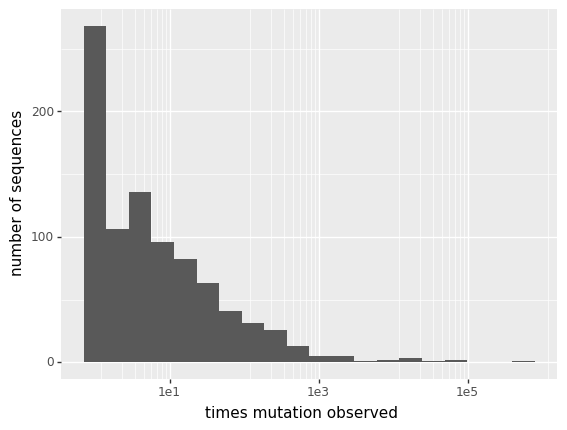 200
100
0
number of sequences
1e1
1e3
1e5
times mutation observed